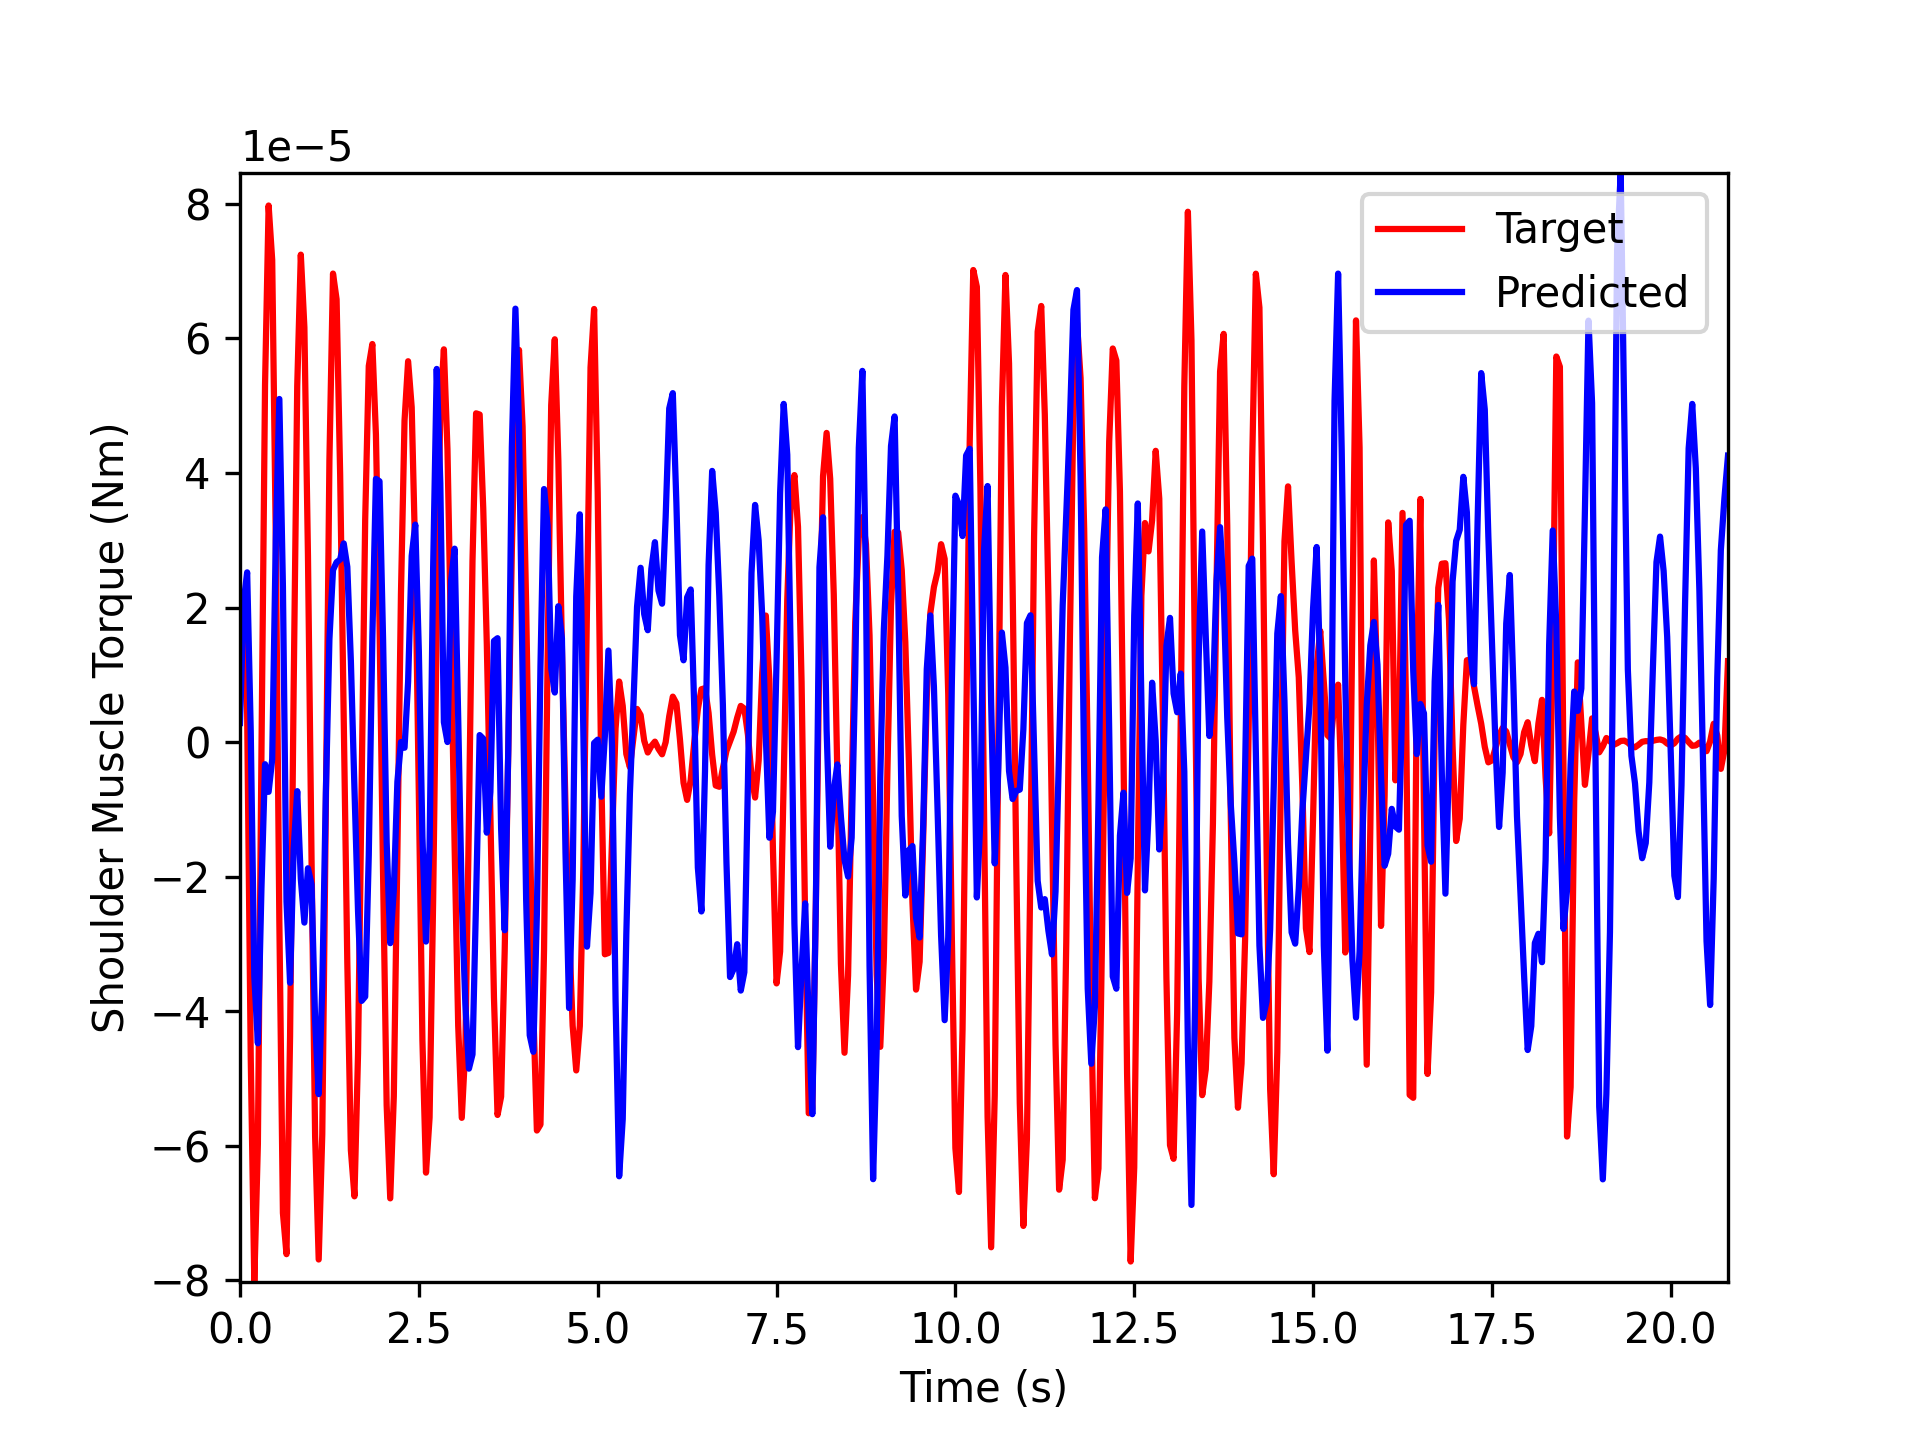 1e−5
Target
Predicted
8
6
4
2
0
−2
−4
−6
−8
Shoulder Muscle Torque (Nm)
0.0 2.5 5.0 7.5 10.0 12.5 15.0 17.5 20.0
Time (s)